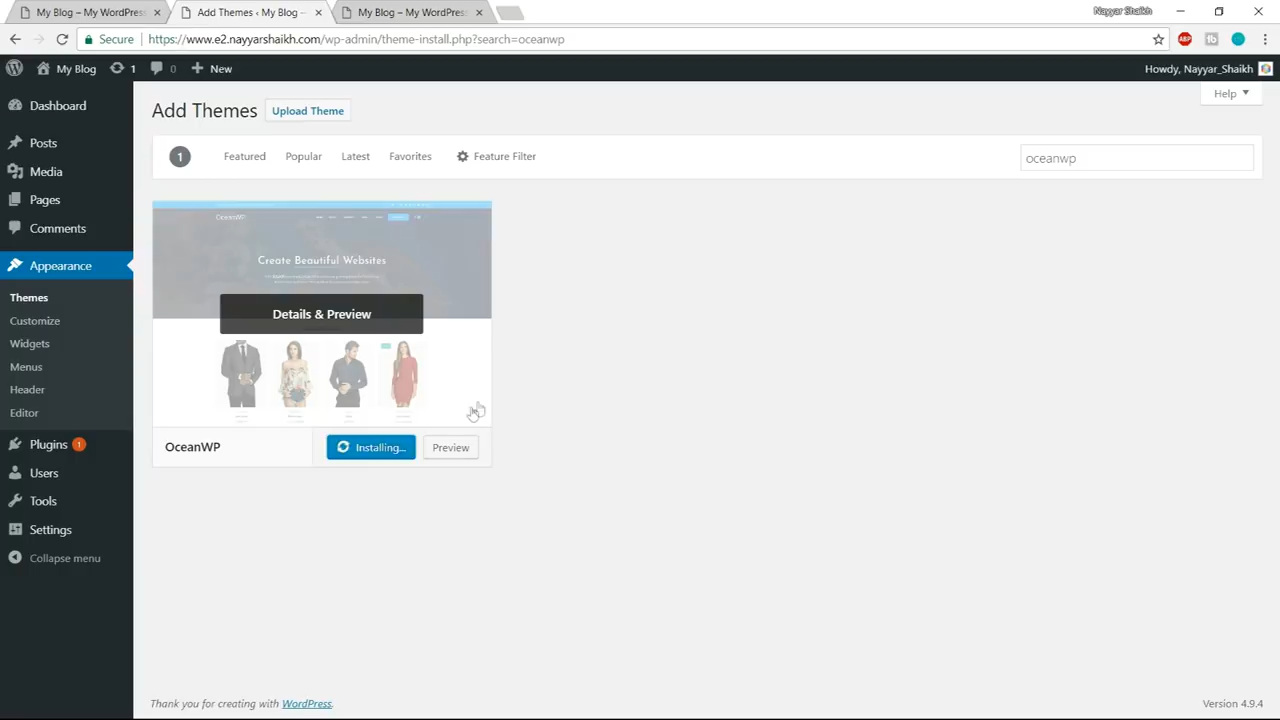 My Blog – My WordPress
Add Themes ‹ My Blog –
My Blog – My WordPress
Nayyar Shaikh
Secure
https://www.e2.nayyarshaikh.com/wp-admin/theme-install.php?search=oceanwp
ABP
My Blog
1
0
New
Howdy, Nayyar_Shaikh
Dashboard
Posts
Media
Pages
Comments
Appearance
Themes
Customize
Widgets
Menus
Header
Editor
Plugins 1
Users
Tools
Settings
Collapse menu
Help
Add Themes
Upload Theme
1
Featured
Popular
Latest
Favorites
Feature Filter
oceanwp
OceanWP
Create Beautiful Websites
Details & Preview
OceanWP
Installing...
Preview
Thank you for creating with WordPress.
Version 4.9.4